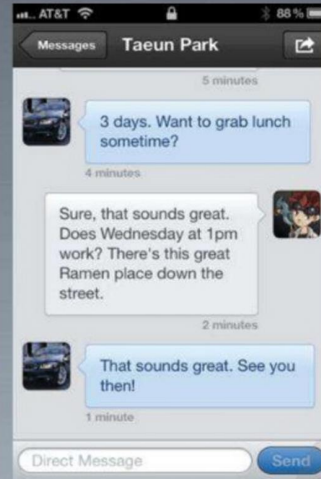 AT&T 88%
Messages Taeun Park
5 minutes
3 days. Want to grab lunch
sometime?
4 minutes
Sure, that sounds great.
Does Wednesday at 1pm
work? There's this great
Ramen place down the
street.
2 minutes
That sounds great. See you
then!
1 minute
Direct Message Send